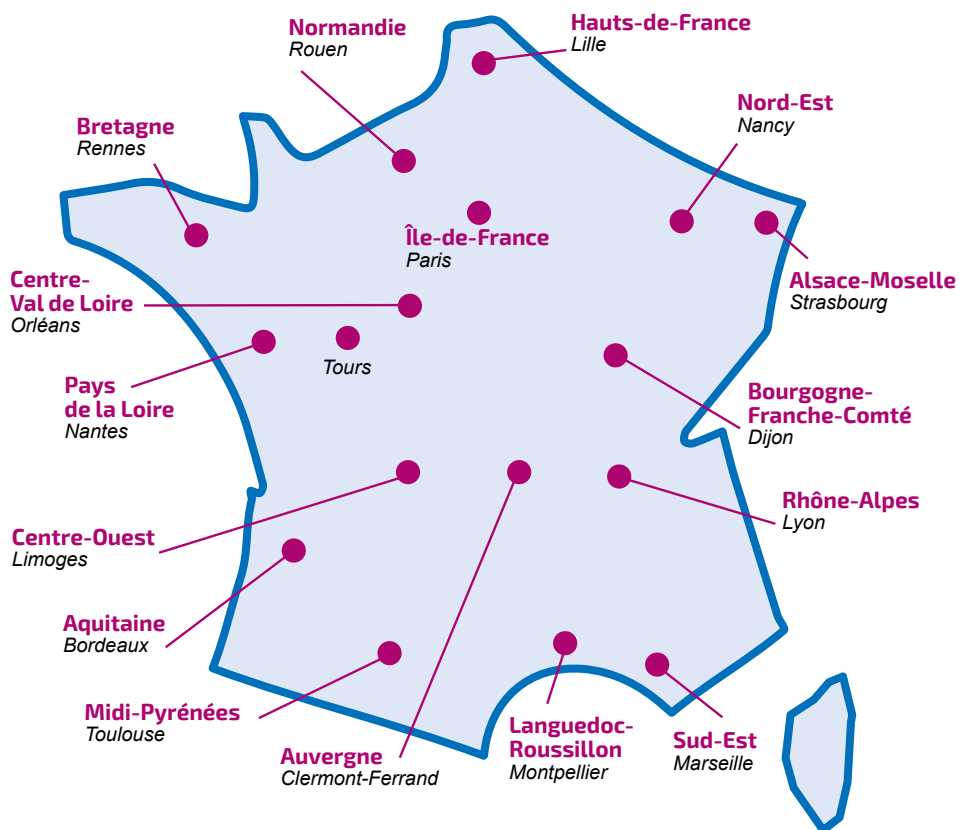 Hauts-de-France
Lille
Normandie
Rouen
Nord-Est
Nancy
Bretagne
Rennes
Île-de-France
Paris
Alsace-Moselle
Strasbourg
Centre-
Val de Loire
Orléans
Tours
Pays
de la Loire
Nantes
Bourgogne-
Franche-Comté
Dijon
Rhône-Alpes
Lyon
Centre-Ouest
Limoges
Aquitaine
Bordeaux
Midi-Pyrénées
Toulouse
Auvergne
Clermont-Ferrand
Languedoc-
Roussillon
Montpellier
Sud-Est
Marseille